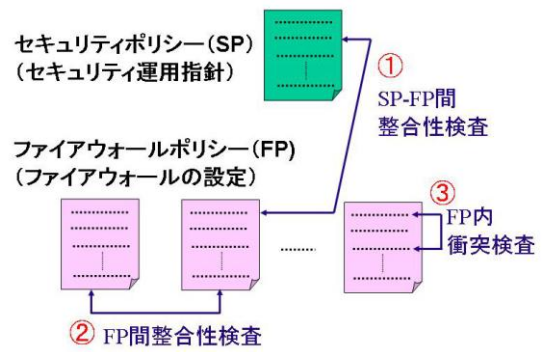 セキュリティポリシー(SP)
(セキュリティ運用指針)
①
SP-FP間
整合性検査
ファイアウォールポリシー(FP)
(ファイアウォールの設定)
③
FP内
衝突検査
② FP間整合性検査